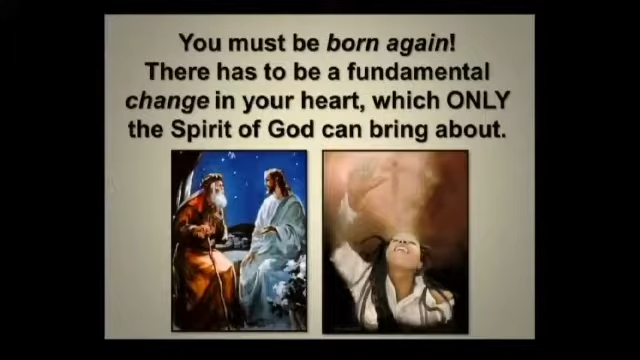 You must be born again!
There has to be a fundamental
change in your heart, which ONLY
the Spirit of God can bring about.